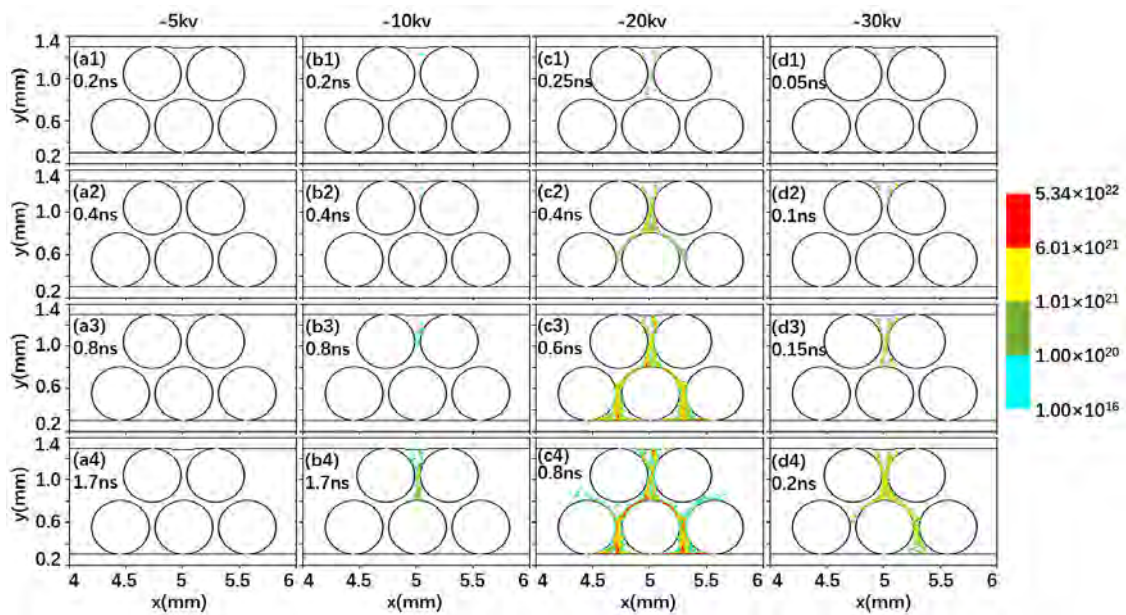 -5kv -10kv -20kv -30kv
1.4 (a1) (b1) (c1) (d1)
0.2ns 0.2ns 0.25ns 0.05ns
1.0
y(mm)
0.6
0.2
1.4 (a2) (b2) (c2) (d2)
0.4ns 0.4ns 0.4ns 0.1ns
1.0
y(mm)
0.6
0.2
5.34×10²²
6.01×10²¹
1.01×10²¹
1.00×10²⁰
1.00×10¹⁶
1.4 (a3) (b3) (c3) (d3)
0.8ns 0.8ns 0.6ns 0.15ns
1.0
y(mm)
0.6
0.2
1.4 (a4) (b4) (c4) (d4)
1.7ns 1.7ns 0.8ns 0.2ns
1.0
y(mm)
0.6
0.2
4 4.5 5 5.5 4 4.5 5 5.5 4 4.5 5 5.5 4 4.5 5 5.5 6
x(mm) x(mm) x(mm) x(mm)